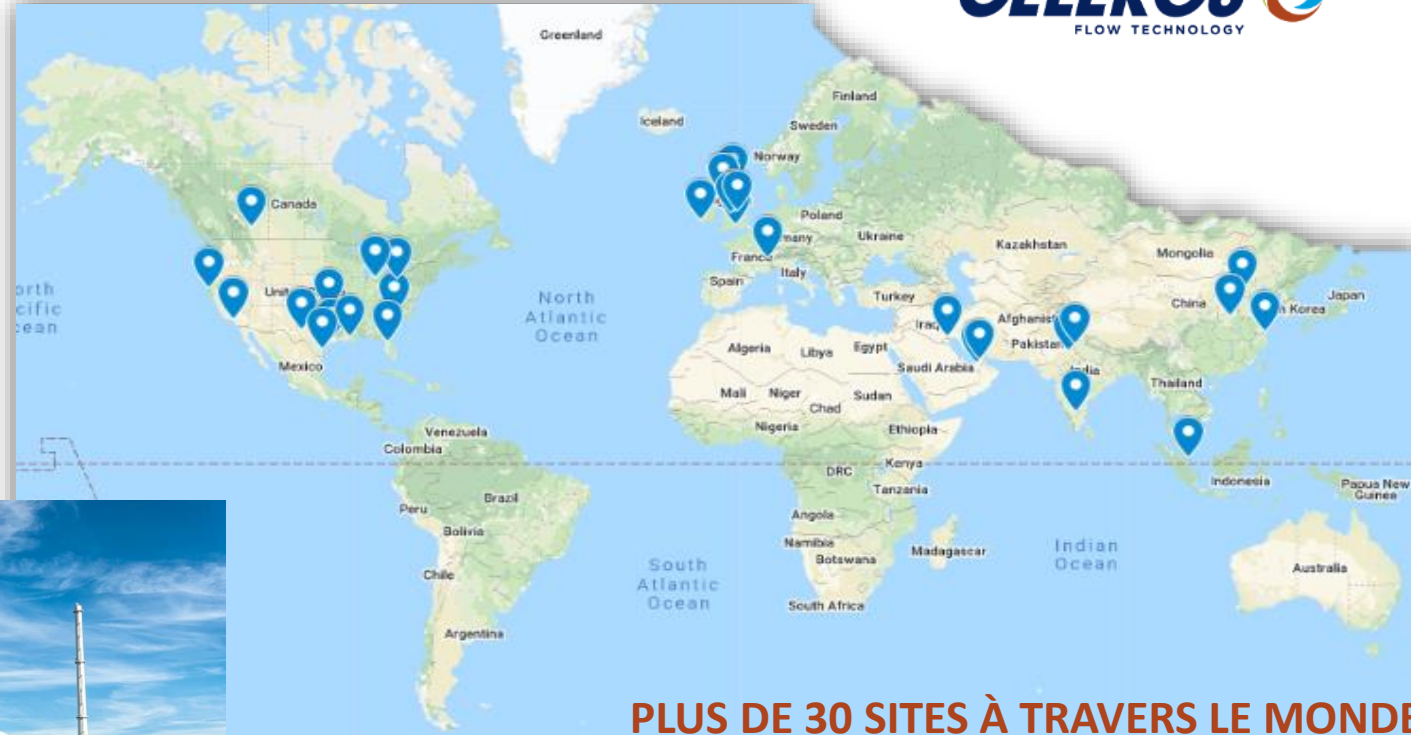 FLOW TECHNOLOGY
Greenland
Finland
Iceland
Sweden
Norway
Canada
Poland
Ukraine
Kazakhstan
Mongolia
France
Spain
Italy
North
Atlantic
Ocean
Turkey
China
Japan
Korea
Pakistan
Algeria
Libya
Egypt
Saudi Arabia
Mexico
Mali
Niger
Chad
Sudan
Thailand
Nigeria
Ethiopia
Venezuela
Colombia
DRC
Kenya
Tanzania
Indonesia
Papua New
Guinea
Peru
Brazil
Bolivia
Angola
Namibia
Botswana
Madagascar
Indian
Ocean
Chile
South
Atlantic
Ocean
South Africa
Australia
Argentina
PLUS DE 30 SITES À TRAVERS LE MONDE